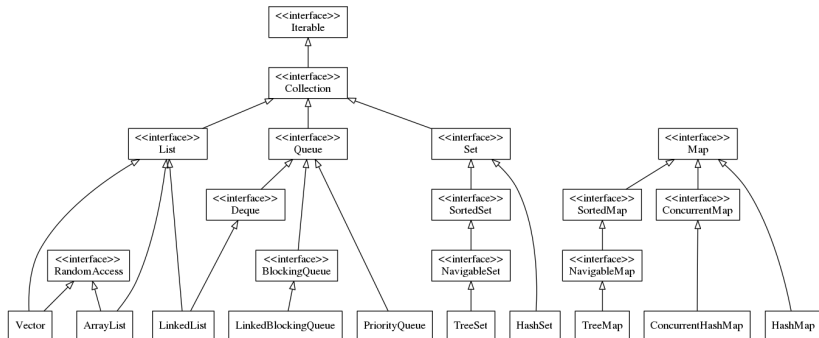 <<interface>>
Iterable
<<interface>>
Collection
<<interface>>
List
<<interface>>
Queue
<<interface>>
Set
<<interface>>
Map
<<interface>>
Deque
<<interface>>
SortedSet
<<interface>>
SortedMap
<<interface>>
ConcurrentMap
<<interface>>
RandomAccess
<<interface>>
BlockingQueue
<<interface>>
NavigableSet
<<interface>>
NavigableMap
Vector
ArrayList
LinkedList
LinkedBlockingQueue
PriorityQueue
TreeSet
HashSet
TreeMap
ConcurrentHashMap
HashMap